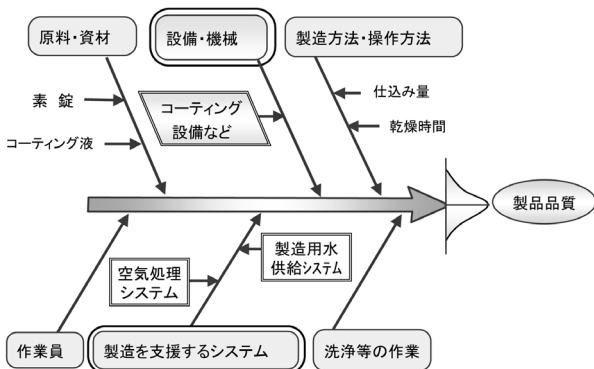 原料・資材
設備・機械
製造方法・操作方法
素 錠
コーティング
設備など
仕込み量
コーティング液
乾燥時間
製品品質
空気処理
システム
製造用水
供給システム
作業員
製造を支援するシステム
洗浄等の作業